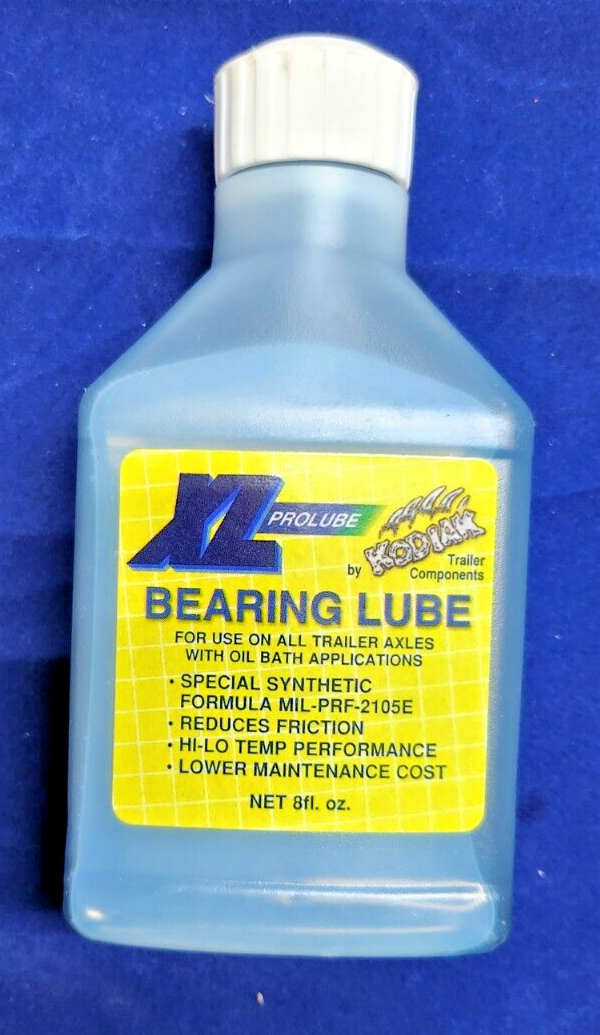 XL PROLUBE
by KODIAK Trailer
Components
BEARING LUBE
FOR USE ON ALL TRAILER AXLES
WITH OIL BATH APPLICATIONS
• SPECIAL SYNTHETIC
FORMULA MIL-PRF-2105E
• REDUCES FRICTION
• HI-LO TEMP PERFORMANCE
• LOWER MAINTENANCE COST
NET 8fl. oz.